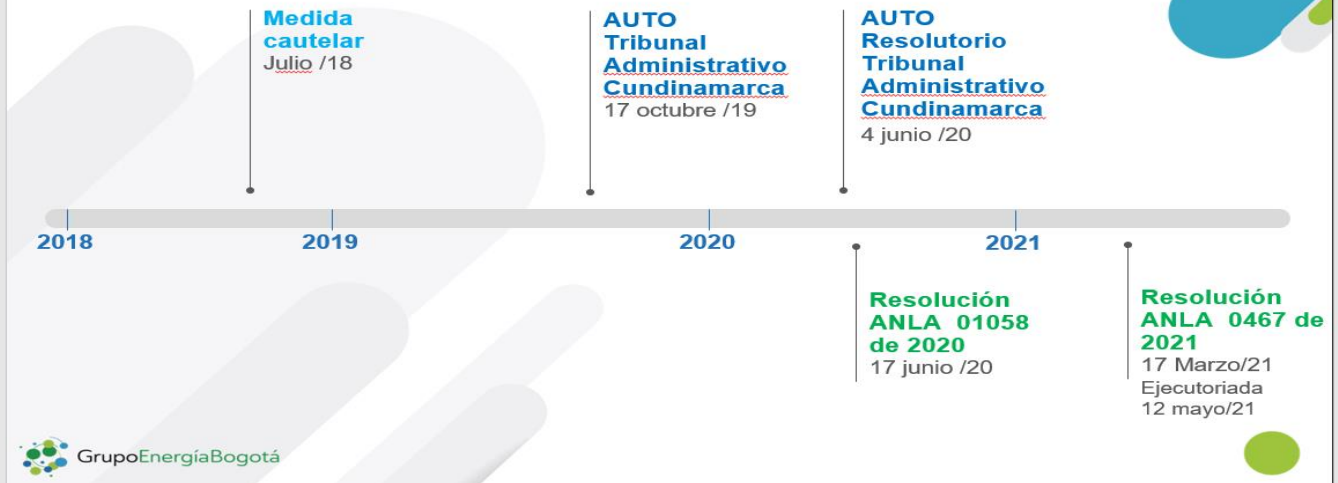 Medida
cautelar
Julio /18
AUTO
Tribunal
Administrativo
Cundinamarca
17 octubre /19
AUTO
Resolutorio
Tribunal
Administrativo
Cundinamarca
4 junio /20
2018
2019
2020
2021
Resolución
ANLA 01058
de 2020
17 junio /20
Resolución
ANLA 0467 de
2021
17 Marzo/21
Ejecutoriada
12 mayo/21
GrupoEnergíaBogotá